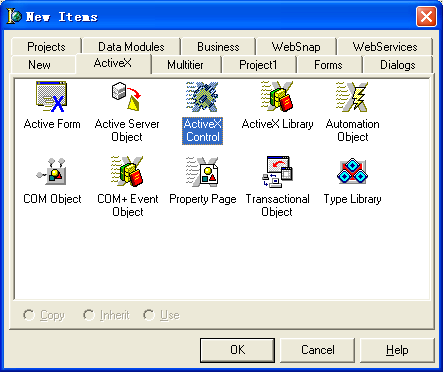 New Items
Projects Data Modules Business WebSnap WebServices
New ActiveX Multitier Project1 Forms Dialogs
Active Form Active Server Object ActiveX Control ActiveX Library Automation Object
COM Object COM+ Event Object Property Page Transactional Object Type Library
Copy Inherit Use
OK Cancel Help